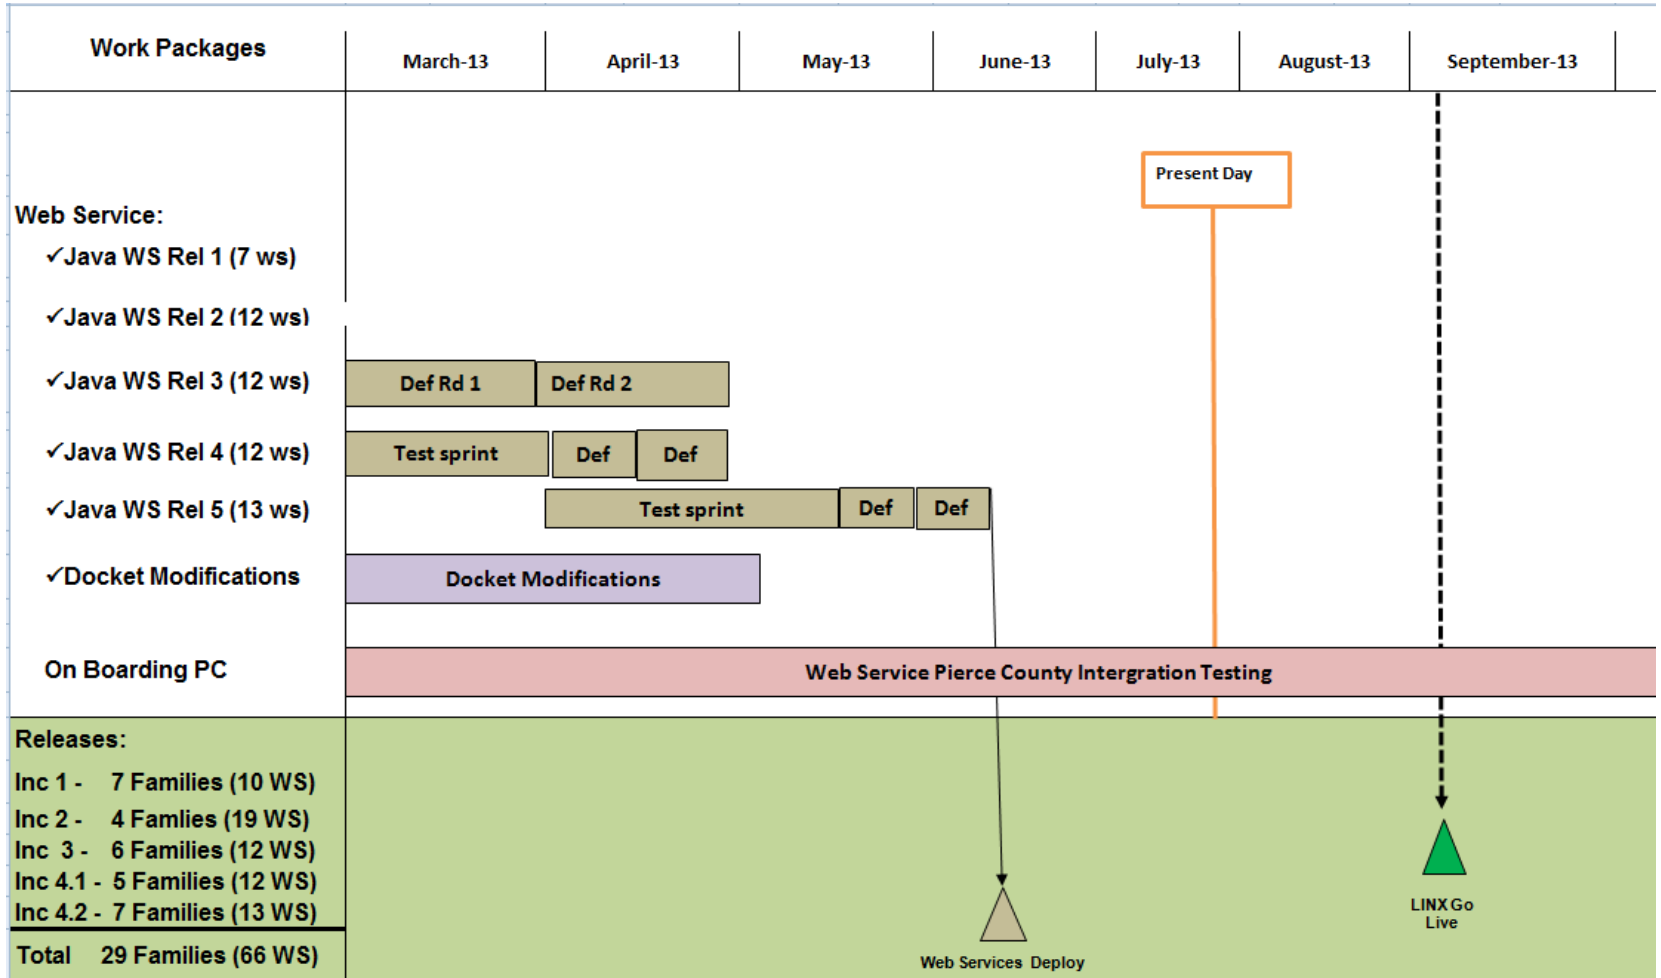 Work Packages
March-13
April-13
May-13
June-13
July-13
August-13
September-13
Present Day
Web Service:
✓Java WS Rel 1 (7 ws)
✓Java WS Rel 2 (12 ws)
✓Java WS Rel 3 (12 ws)
Def Rd 1
Def Rd 2
✓Java WS Rel 4 (12 ws)
Test sprint
Def
Def
✓Java WS Rel 5 (13 ws)
Test sprint
Def
Def
✓Docket Modifications
Docket Modifications
On Boarding PC
Web Service Pierce County Intergration Testing
Releases:
Inc 1 - 7 Families (10 WS)
Inc 2 - 4 Famlies (19 WS)
Inc 3 - 6 Families (12 WS)
Inc 4.1 - 5 Families (12 WS)
Inc 4.2 - 7 Families (13 WS)
Total 29 Families (66 WS)
Web Services Deploy
LINX Go
Live